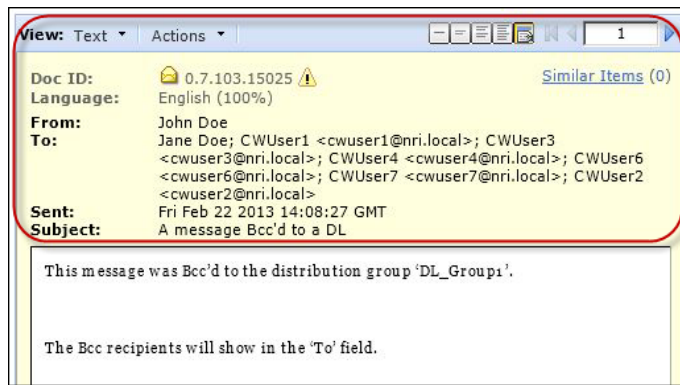 View: Text Actions 1
Doc ID: 0.7.103.15025 Similar Items (0)
Language: English (100%)
From: John Doe
To: Jane Doe; CWUser1 <cwuser1@nri.local>; CWUser3
<cwuser3@nri.local>; CWUser4 <cwuser4@nri.local>; CWUser6
<cwuser6@nri.local>; CWUser7 <cwuser7@nri.local>; CWUser2
<cwuser2@nri.local>
Sent: Fri Feb 22 2013 14:08:27 GMT
Subject: A message Bcc'd to a DL
This message was Bcc’d to the distribution group ‘DL_Group1’.
The Bcc recipients will show in the ‘To’ field.